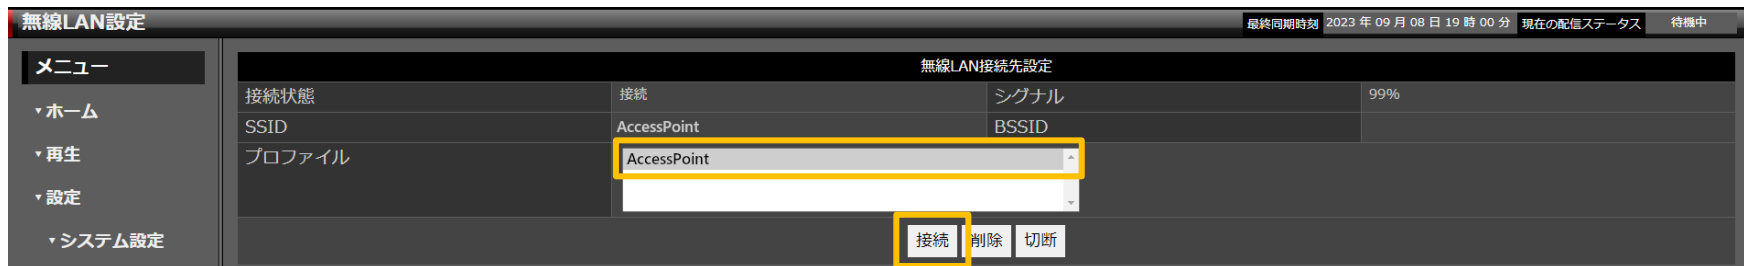 無線LAN設定
最終同期時刻 2023 年 09 月 08 日 19 時 00 分 現在の配信ステータス 待機中
メニュー
ホーム
再生
設定
システム設定
無線LAN接続先設定
接続状態 接続 シグナル 99%
SSID AccessPoint BSSID
プロファイル AccessPoint
接続 削除 切断